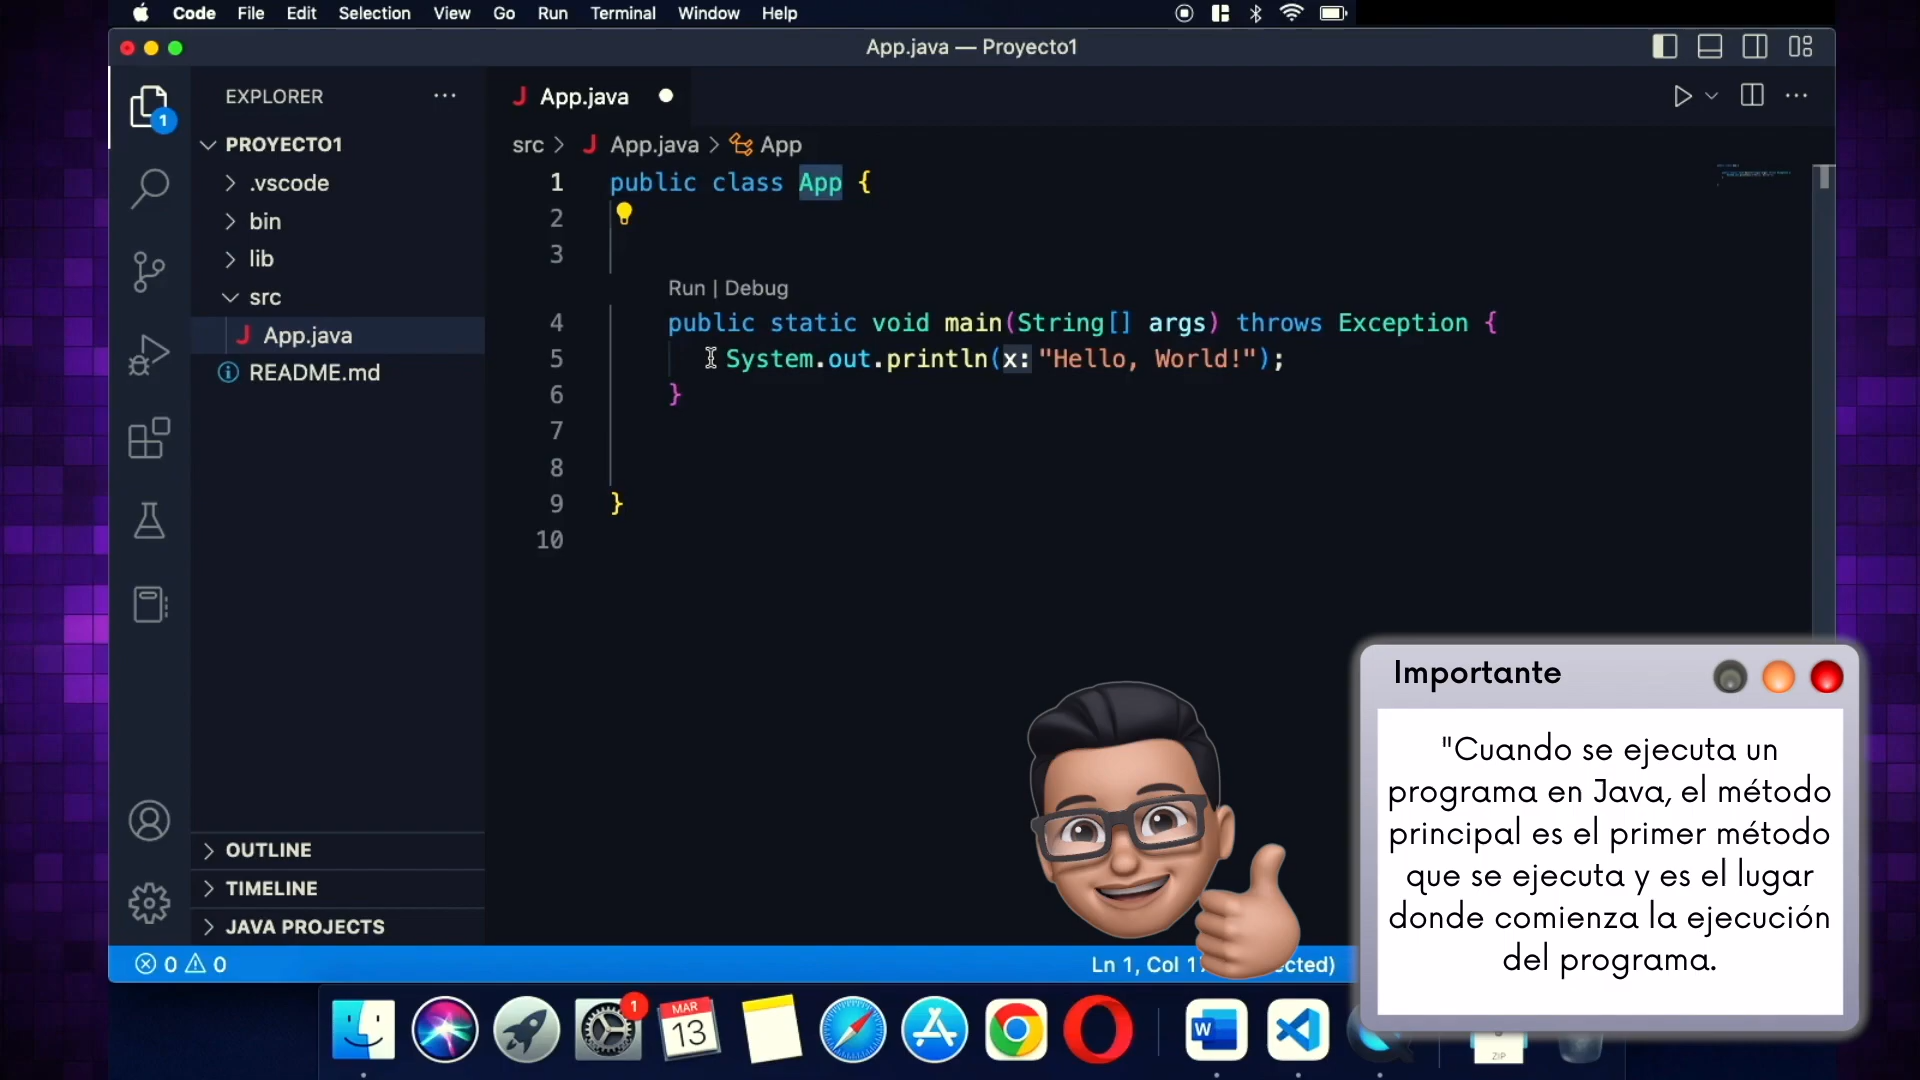 Code File Edit Selection View Go Run Terminal Window Help
App.java — Proyecto1
EXPLORER
1
PROYECTO1
.vscode
bin
lib
src
App.java
README.md
OUTLINE
TIMELINE
JAVA PROJECTS
App.java
src > App.java > App
1 public class App {
2
3
Run | Debug
4 public static void main(String[] args) throws Exception {
5 System.out.println(x:"Hello, World!");
6 }
7
8
9 }
10
Importante
"Cuando se ejecuta un
programa en Java, el método
principal es el primer método
que se ejecuta y es el lugar
donde comienza la ejecución
del programa.
0 0
Ln 1, Col
1
MAR
13
W
ZIP